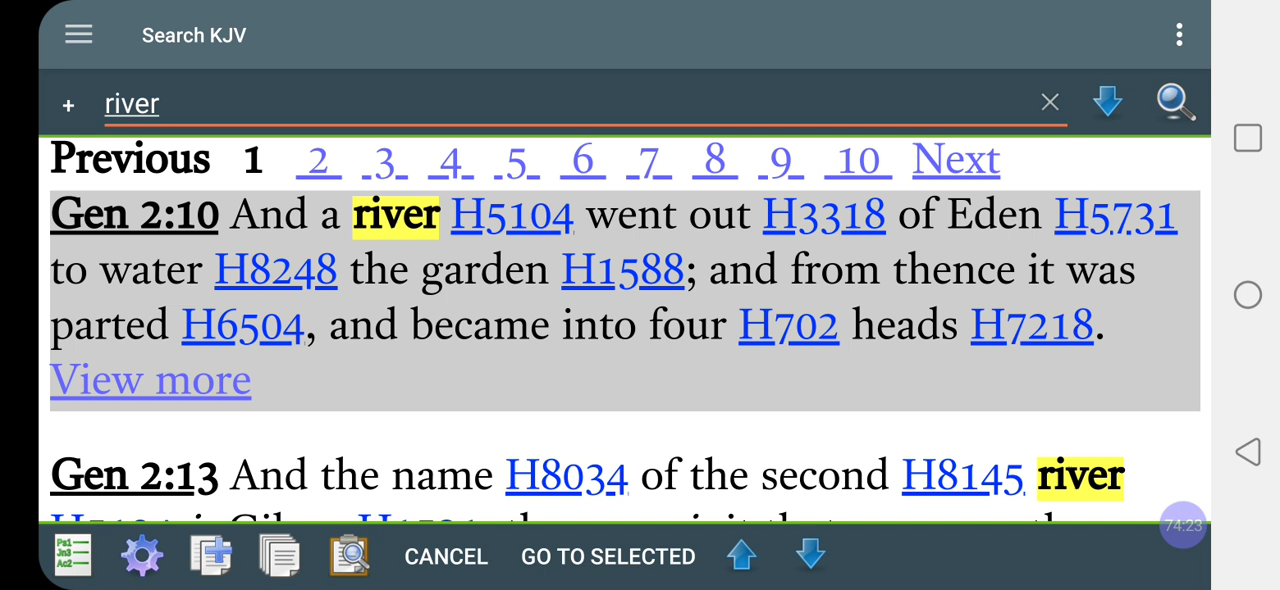 Search KJV
+ river
Previous 1 2 3 4 5 6 7 8 9 10 Next
Gen 2:10 And a river H5104 went out H3318 of Eden H5731
to water H8248 the garden H1588; and from thence it was
parted H6504, and became into four H702 heads H7218.
View more
Gen 2:13 And the name H8034 of the second H8145 river
74:23
Ps1
Jn3
Ac2
CANCEL GO TO SELECTED